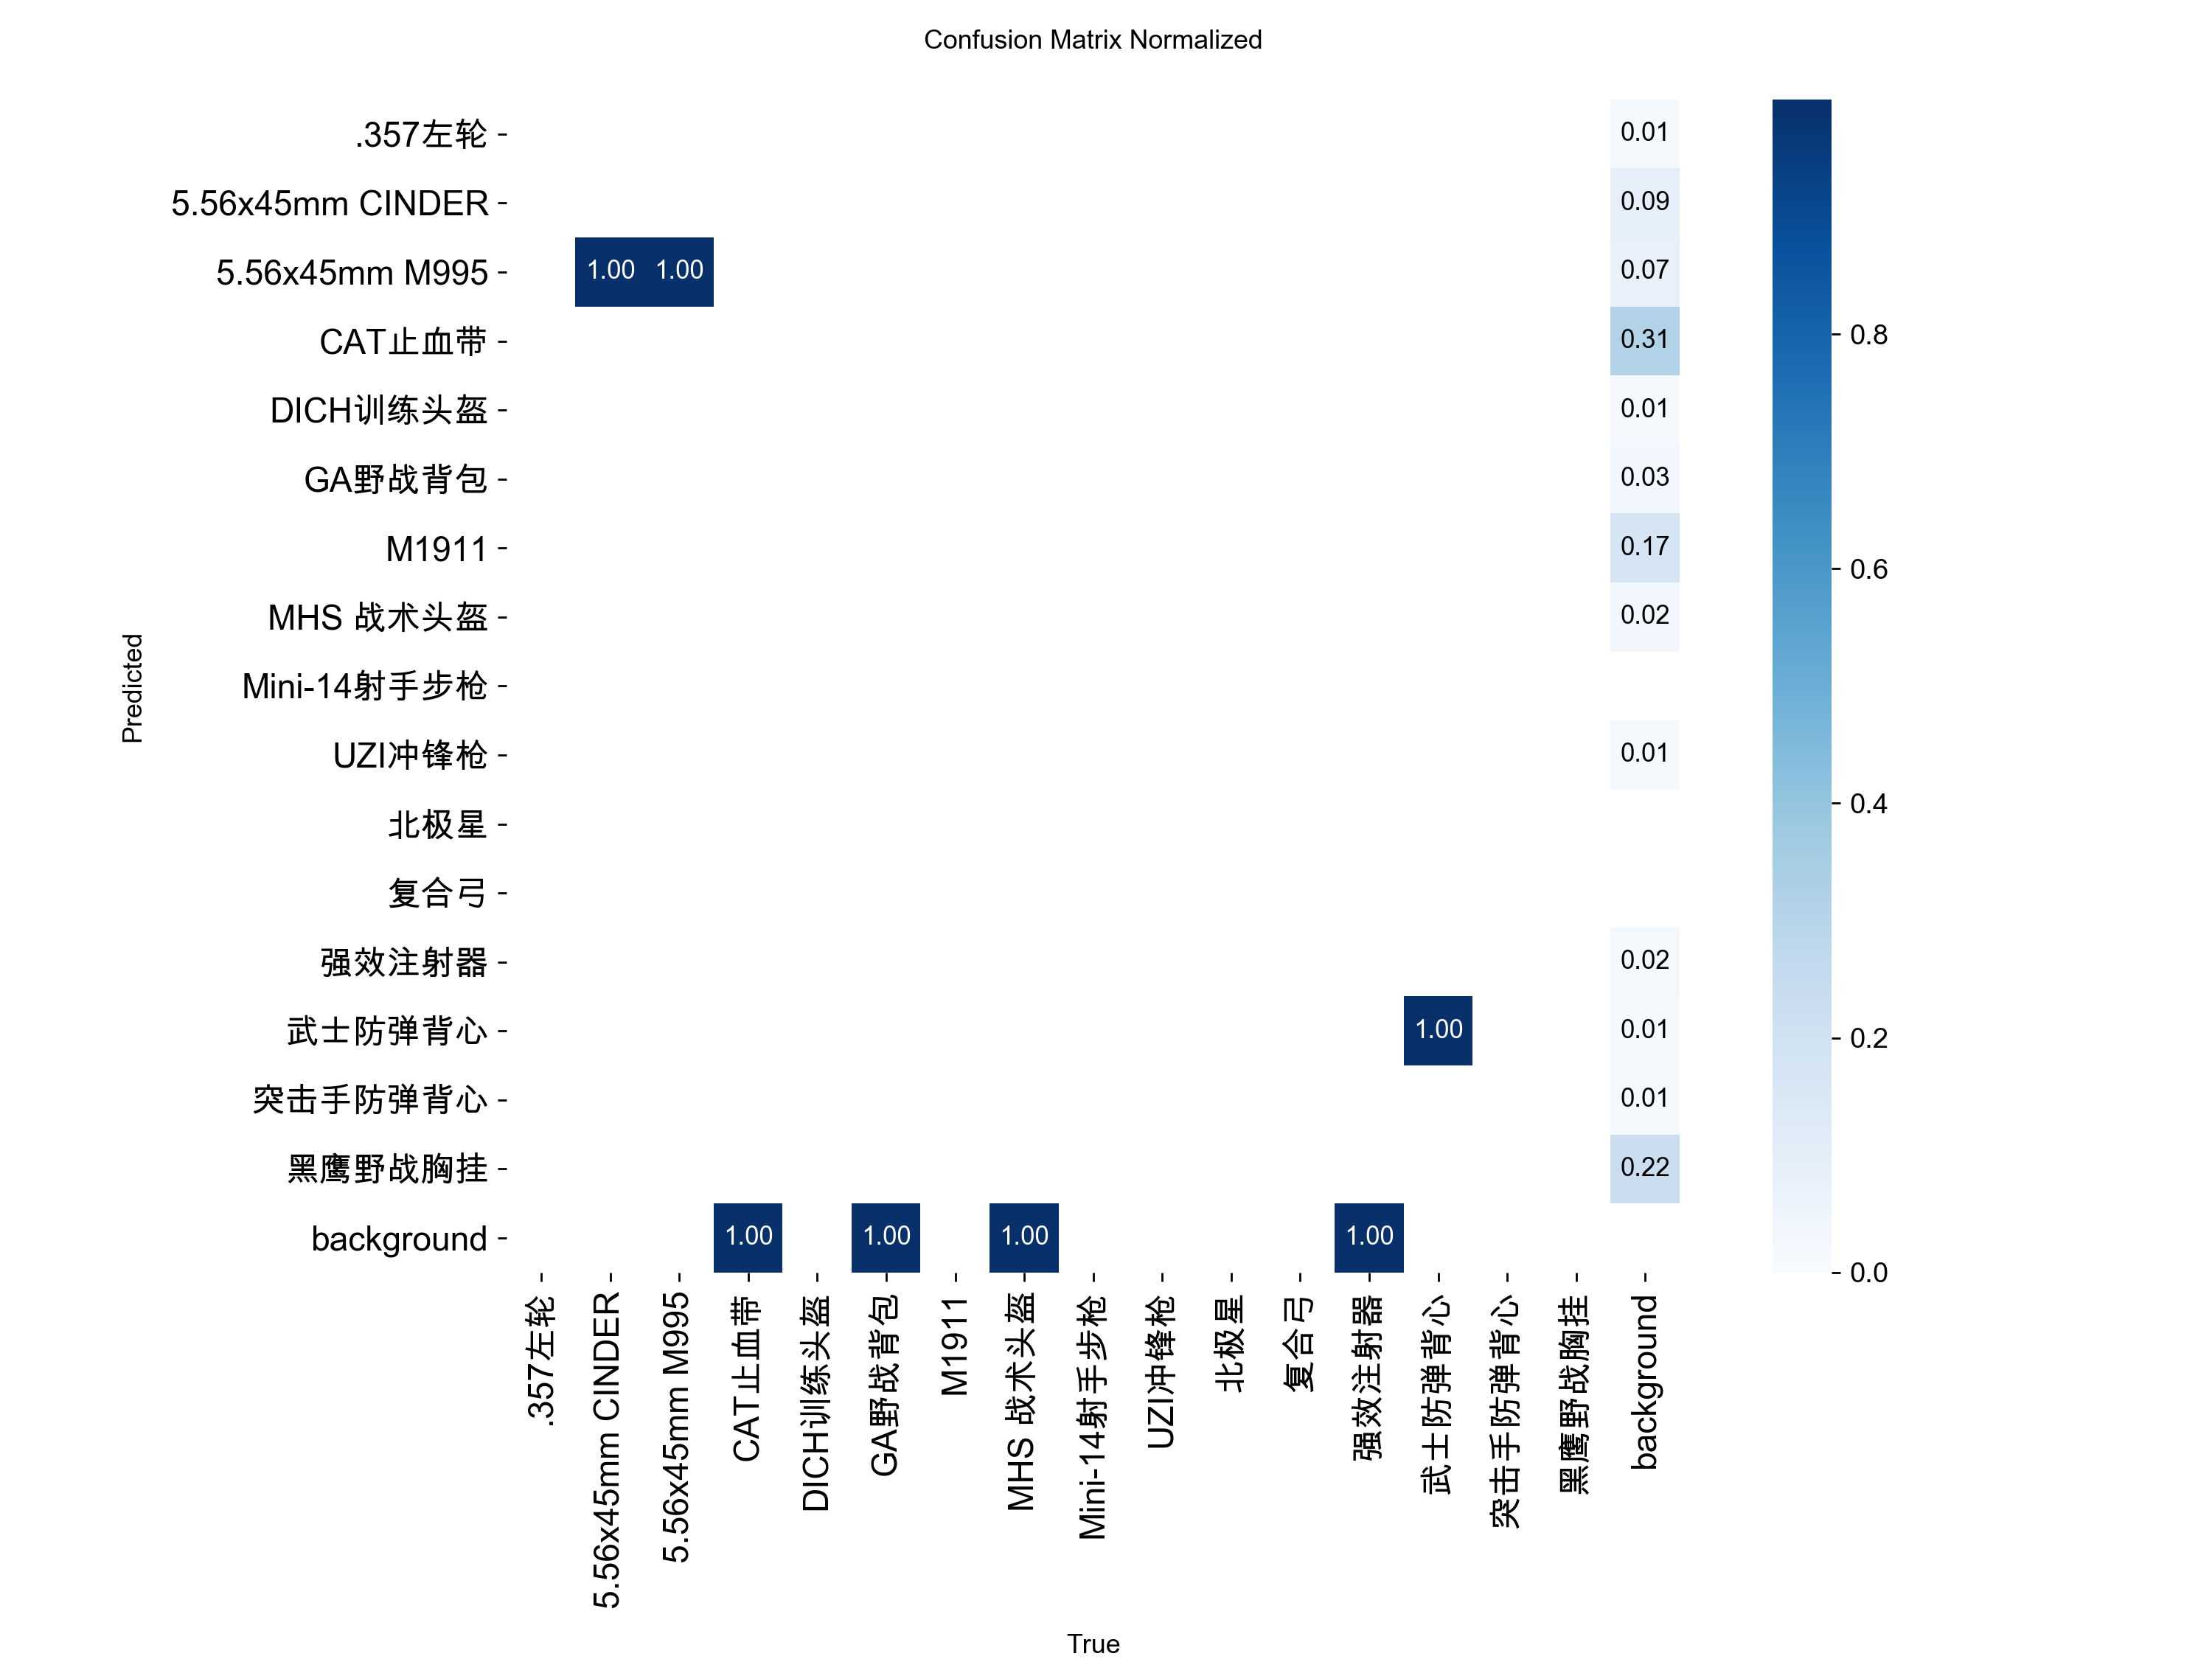 Confusion Matrix Normalized
.357左轮
0.01
5.56x45mm CINDER
0.09
5.56x45mm M995
1.00 1.00 0.07
CAT止血带
0.31
0.8
DICH训练头盔
0.01
GA野战背包
0.03
M1911
0.17
0.6
MHS 战术头盔
0.02
Predicted
Mini-14射手步枪
UZI冲锋枪
0.01
0.4
北极星
复合弓
强效注射器
0.02
武士防弹背心
1.00 0.01
0.2
突击手防弹背心
0.01
黑鹰野战胸挂
0.22
background
1.00 1.00 1.00 1.00
0.0
.357左轮
5.56x45mm CINDER
5.56x45mm M995
CAT止血带
DICH训练头盔
GA野战背包
M1911
MHS 战术头盔
Mini-14射手步枪
UZI冲锋枪
北极星
复合弓
强效注射器
武士防弹背心
突击手防弹背心
黑鹰野战胸挂
background
True